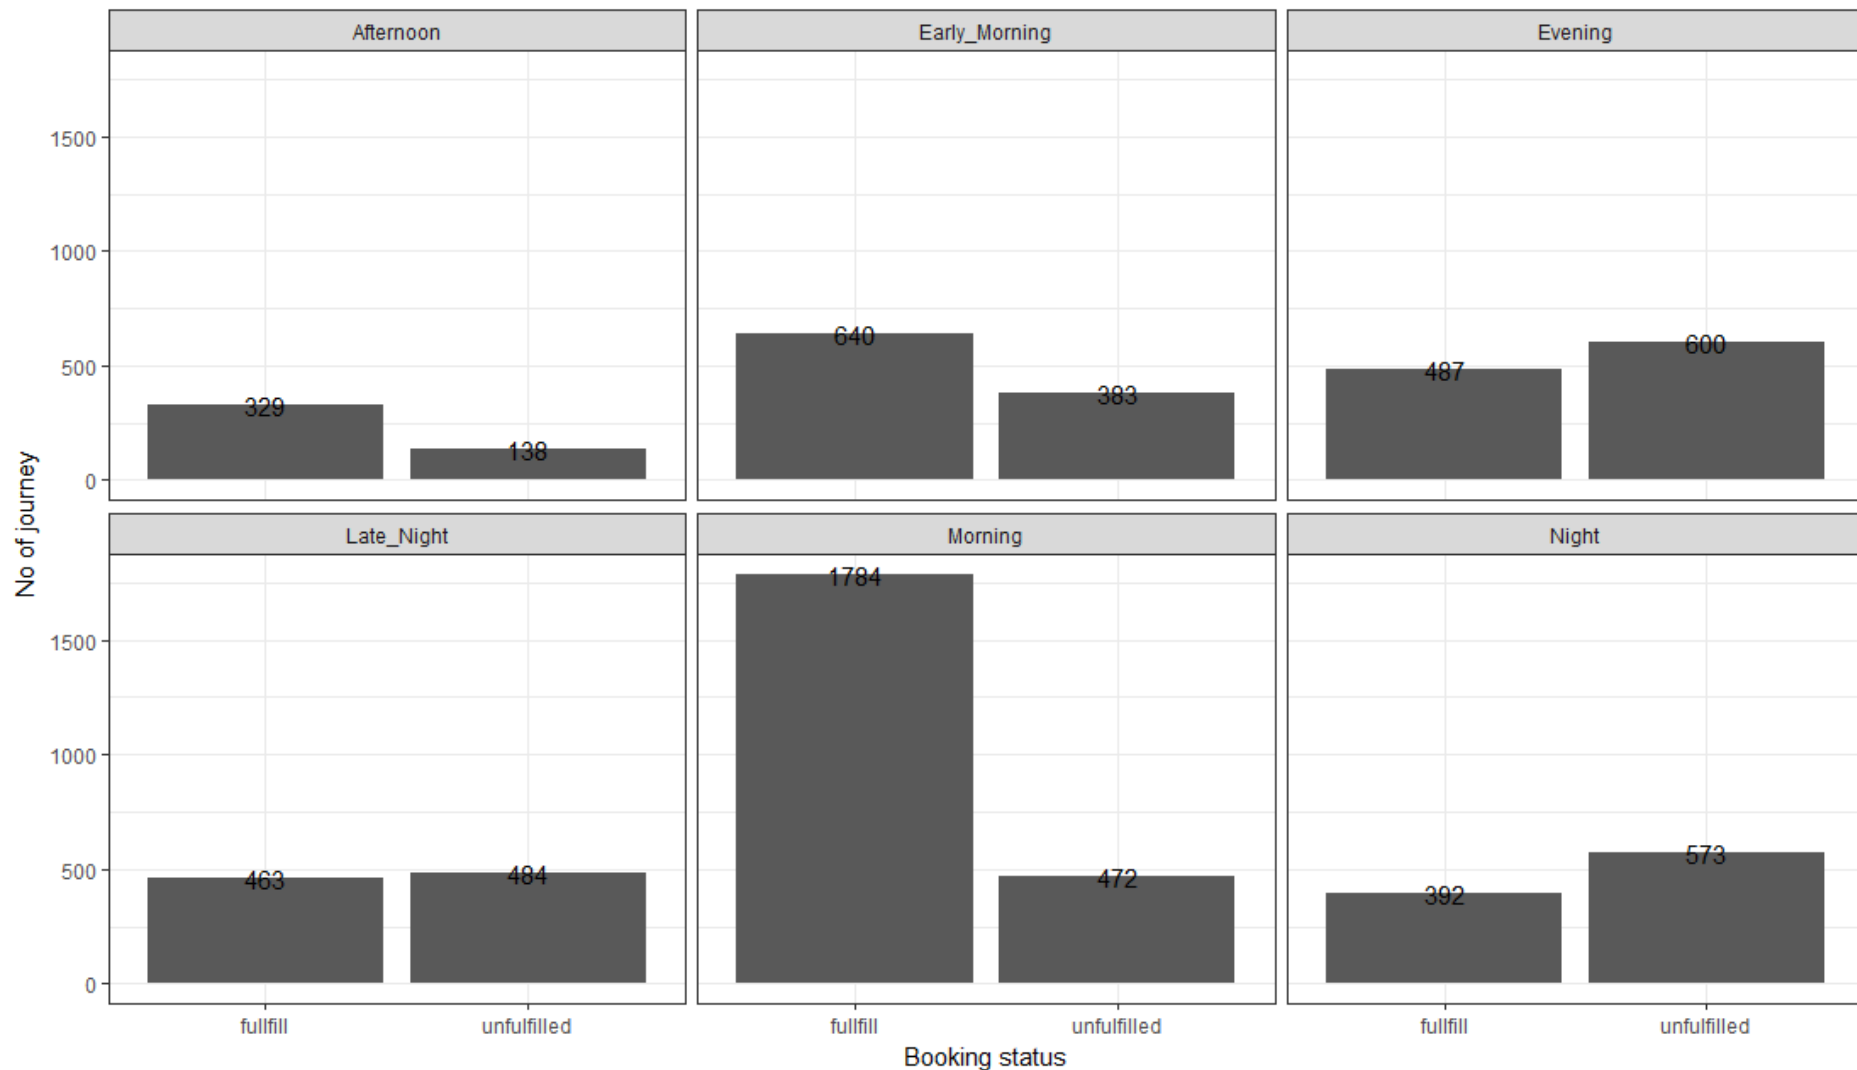 Afternoon
Early_Morning
Evening
1500
1000
500
0
329
138
640
383
487
600
No of journey
Late_Night
Morning
Night
1500
1000
500
0
463
484
1784
472
392
573
fullfill
unfulfilled
fullfill
unfulfilled
fullfill
unfulfilled
Booking status